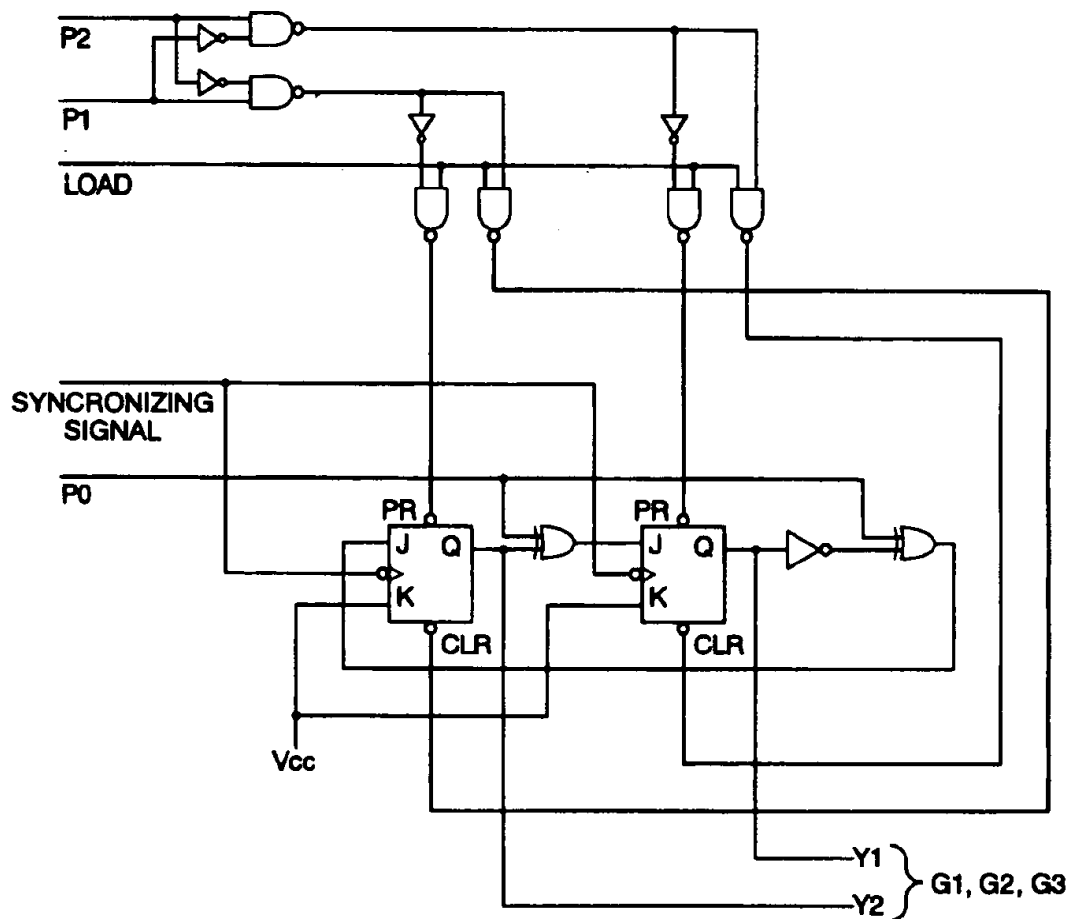 P2
P1
LOAD
SYNCRONIZING
SIGNAL
P0
PR
PR
J Q
J Q
K
K
CLR
CLR
Vcc
Y1
Y2
G1, G2, G3